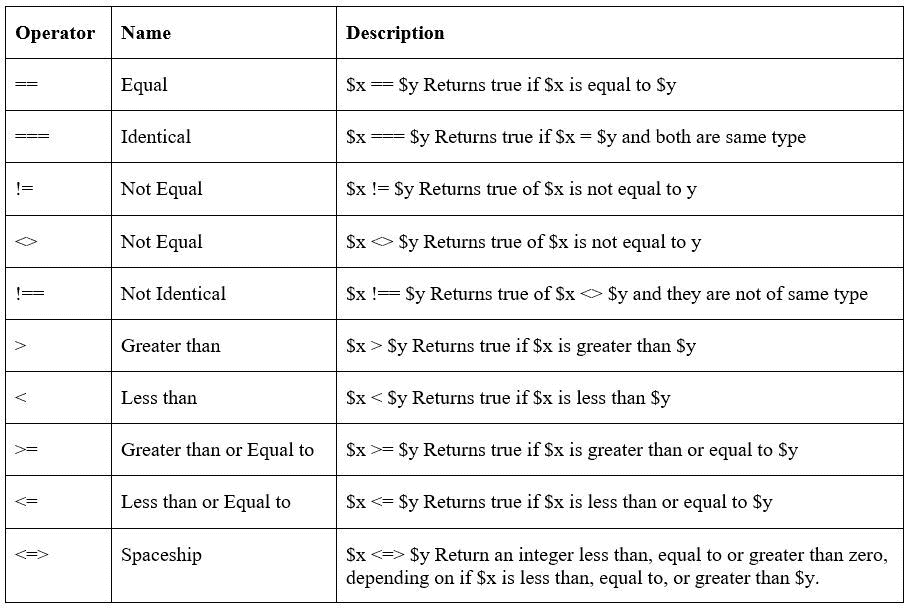 Operator Name Description
== Equal $x == $y Returns true if $x is equal to $y
=== Identical $x === $y Returns true if $x = $y and both are same type
!= Not Equal $x != $y Returns true of $x is not equal to y
<> Not Equal $x <> $y Returns true of $x is not equal to y
!== Not Identical $x !== $y Returns true of $x <> $y and they are not of same type
> Greater than $x > $y Returns true if $x is greater than $y
< Less than $x < $y Returns true if $x is less than $y
>= Greater than or Equal to $x >= $y Returns true if $x is greater than or equal to $y
<= Less than or Equal to $x <= $y Returns true if $x is less than or equal to $y
<=> Spaceship $x <=> $y Return an integer less than, equal to or greater than zero,
depending on if $x is less than, equal to, or greater than $y.